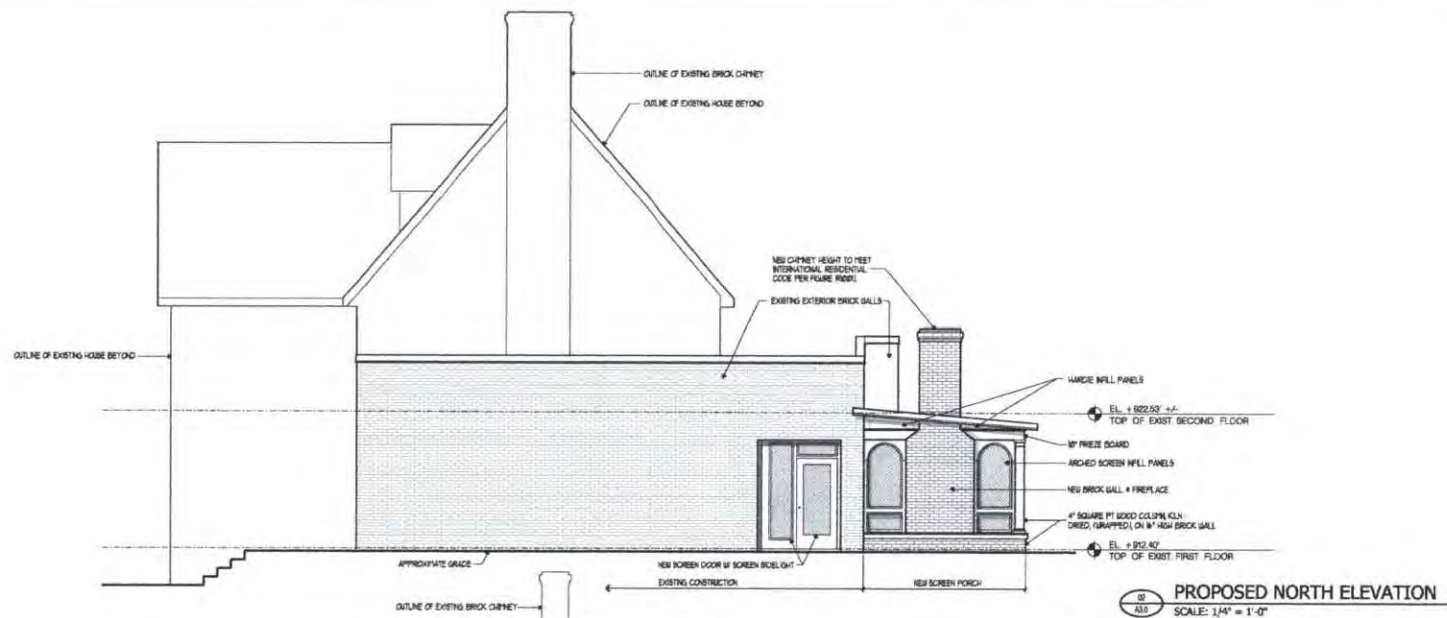 OUTLINE OF EXISTING BRICK CHIMNEY
OUTLINE OF EXISTING HOUSE BEYOND
NEW CHIMNEY HEIGHT TO MEET
INTERNATIONAL RESIDENTIAL
CODE PER FIGURE
EXISTING EXTERIOR BRICK WALLS
OUTLINE OF EXISTING HOUSE BEYOND
HARDIE INFILL PANELS
EL. +922.53' +/-
TOP OF EXIST. SECOND FLOOR
10" FRIEZE BOARD
ARCHED SCREEN INFILL PANELS
NEW BRICK WALL & FIREPLACE
4" SQUARE PT WOOD COLUMN, KILN
DRIED, (WRAPPED), ON 16" HIGH BRICK WALL
EL. +912.40'
TOP OF EXIST. FIRST FLOOR
APPROXIMATE GRADE
NEW SCREEN DOOR W/ SCREEN SIDELIGHT
EXISTING CONSTRUCTION
NEW SCREEN PORCH
OUTLINE OF EXISTING BRICK CHIMNEY
02
A3.0
PROPOSED NORTH ELEVATION
SCALE: 1/4" = 1'-0"